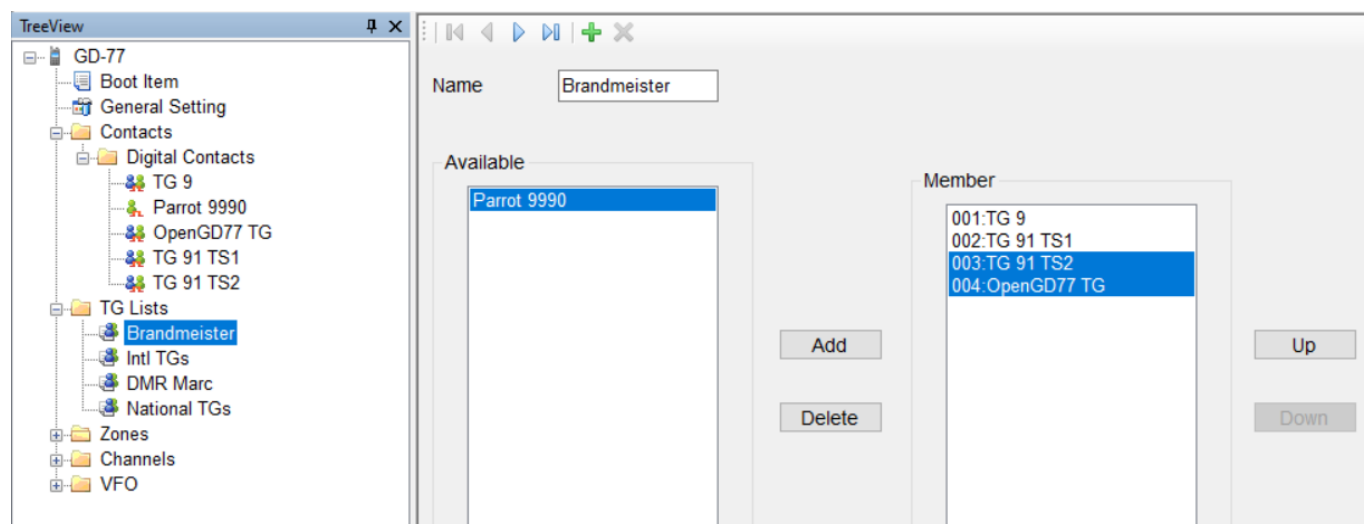 TreeView
GD-77
Boot Item
General Setting
Contacts
Digital Contacts
TG 9
Parrot 9990
OpenGD77 TG
TG 91 TS1
TG 91 TS2
TG Lists
Brandmeister
Intl TGs
DMR Marc
National TGs
Zones
Channels
VFO
Name
Brandmeister
Available
Parrot 9990
Add
Delete
Member
001:TG 9
002:TG 91 TS1
003:TG 91 TS2
004:OpenGD77 TG
Up
Down